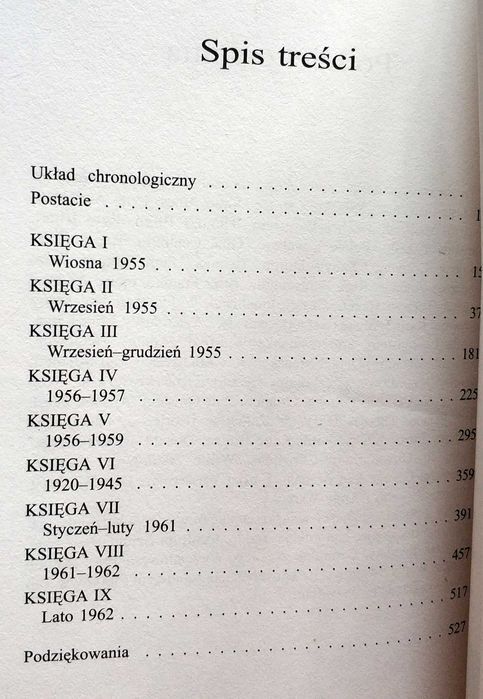 Spis treści
Układ chronologiczny . . . . . . . . . . . . . . . . . . . .
Postacie . . . . . . . . . . . . . . . . . . . . . . . . . . . .
KSIĘGA I
Wiosna 1955 . . . . . . . . . . . . . . . . . . . . . . . . 15
KSIĘGA II
Wrzesień 1955 . . . . . . . . . . . . . . . . . . . . . . . 37
KSIĘGA III
Wrzesień–grudzień 1955 . . . . . . . . . . . . . . . . . . 181
KSIĘGA IV
1956–1957 . . . . . . . . . . . . . . . . . . . . . . . . . 225
KSIĘGA V
1956–1959 . . . . . . . . . . . . . . . . . . . . . . . . . 295
KSIĘGA VI
1920–1945 . . . . . . . . . . . . . . . . . . . . . . . . . 359
KSIĘGA VII
Styczeń–luty 1961 . . . . . . . . . . . . . . . . . . . . . 391
KSIĘGA VIII
1961–1962 . . . . . . . . . . . . . . . . . . . . . . . . . 457
KSIĘGA IX
Lato 1962 . . . . . . . . . . . . . . . . . . . . . . . . . 517
Podziękowania . . . . . . . . . . . . . . . . . . . . . . . 527